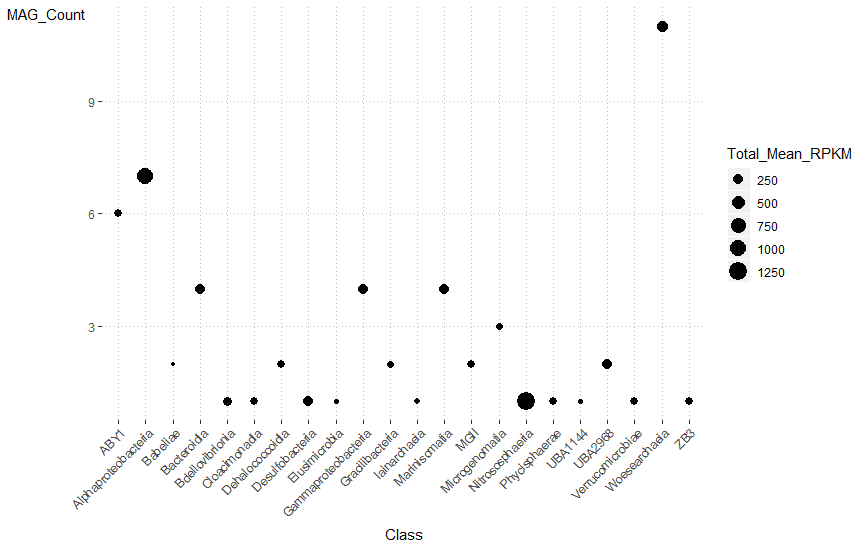 MAG_Count
9
6
3
ABY1
Alphaproteobacteria
Babeliae
Bacteroidia
Bdellovibrionia
Cloacimonadia
Dehalococcoidia
Desulfobacteria
Elusimicrobia
Gammaproteobacteria
Gracilibacteria
Iainarchaeia
Marinisomatia
MGII
Microgenomatia
Nitrososphaeria
Phycisphaerae
UBA1144
UBA2968
Verrucomicrobiae
Woesearchaeia
ZB3
Class
Total_Mean_RPKM
250
500
750
1000
1250